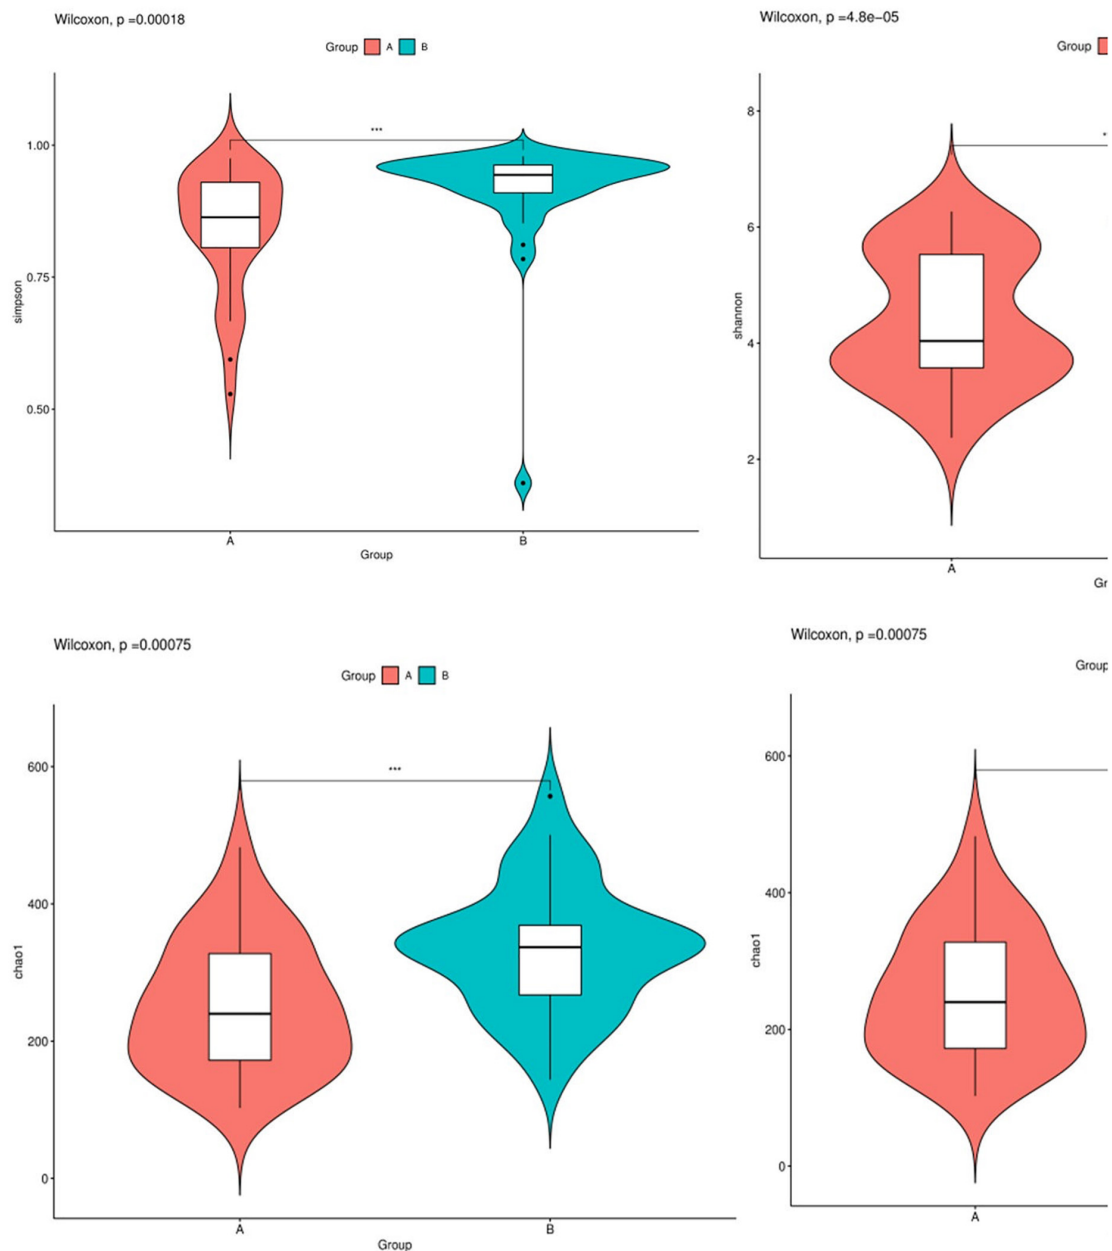 Wilcoxon, p =0.00018
Group A B
***
1.00
0.75
0.50
simpson
A B
Group
Wilcoxon, p =4.8e−05
Group
8
6
4
2
shannon
A
Wilcoxon, p =0.00075
Group A B
***
600
400
200
0
chao1
A B
Group
Wilcoxon, p =0.00075
Group
600
400
200
0
chao1
A